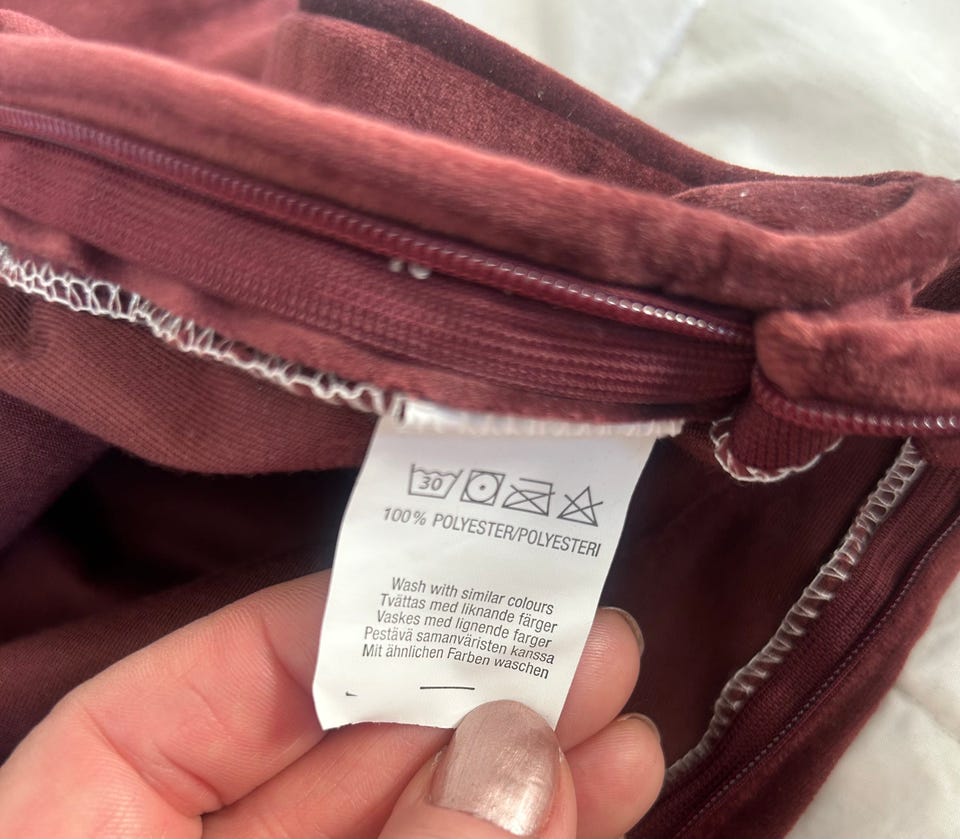 30
100% POLYESTER/POLYESTERI
Wash with similar colours
Tvättas med liknande färger
Vaskes med lignende farger
Pestävä samanväristen kanssa
Mit ähnlichen Farben waschen